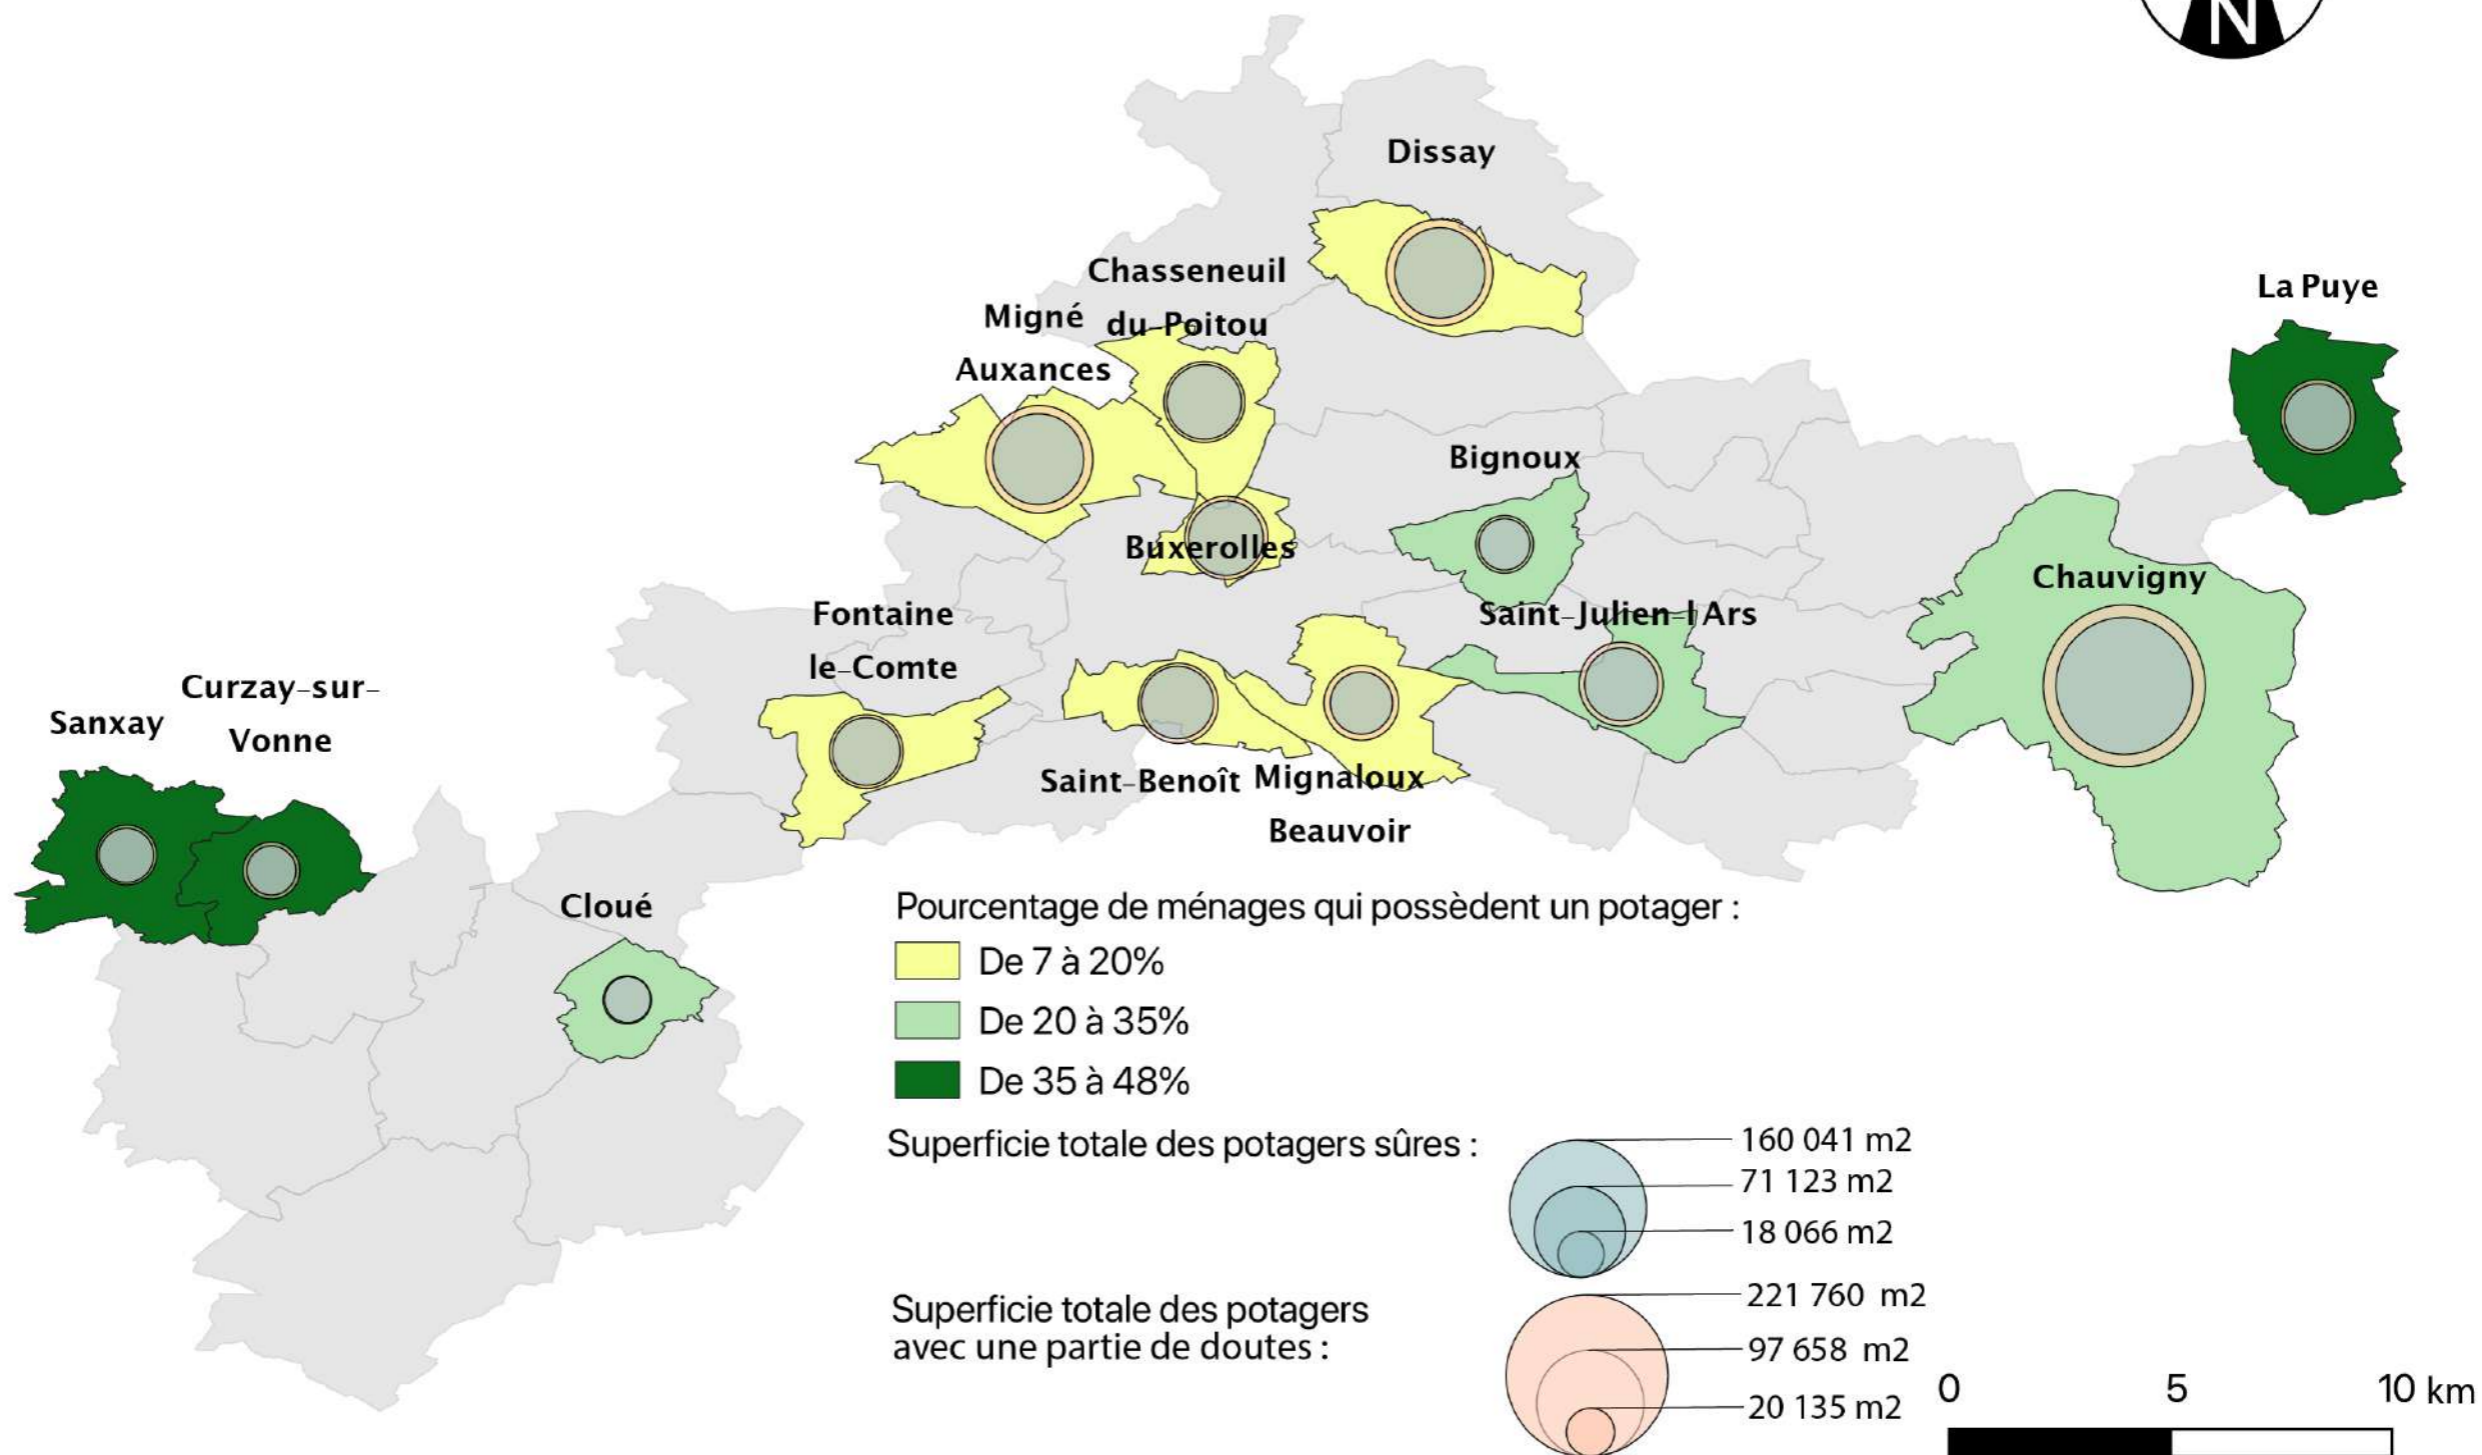 N
Dissay
Chasseneuil
du-Poitou
La Puye
Migné
Auxances
Bignoux
Buxerolles
Chauvigny
Fontaine
le-Comte
Saint-Julien-l Ars
Curzay-sur-
Vonne
Sanxay
Saint-Benoît
Mignaloux
Beauvoir
Cloué
Pourcentage de ménages qui possèdent un potager :
De 7 à 20%
De 20 à 35%
De 35 à 48%
Superficie totale des potagers sûres :
160 041 m2
71 123 m2
18 066 m2
Superficie totale des potagers
avec une partie de doutes :
221 760 m2
97 658 m2
20 135 m2
0 5 10 km